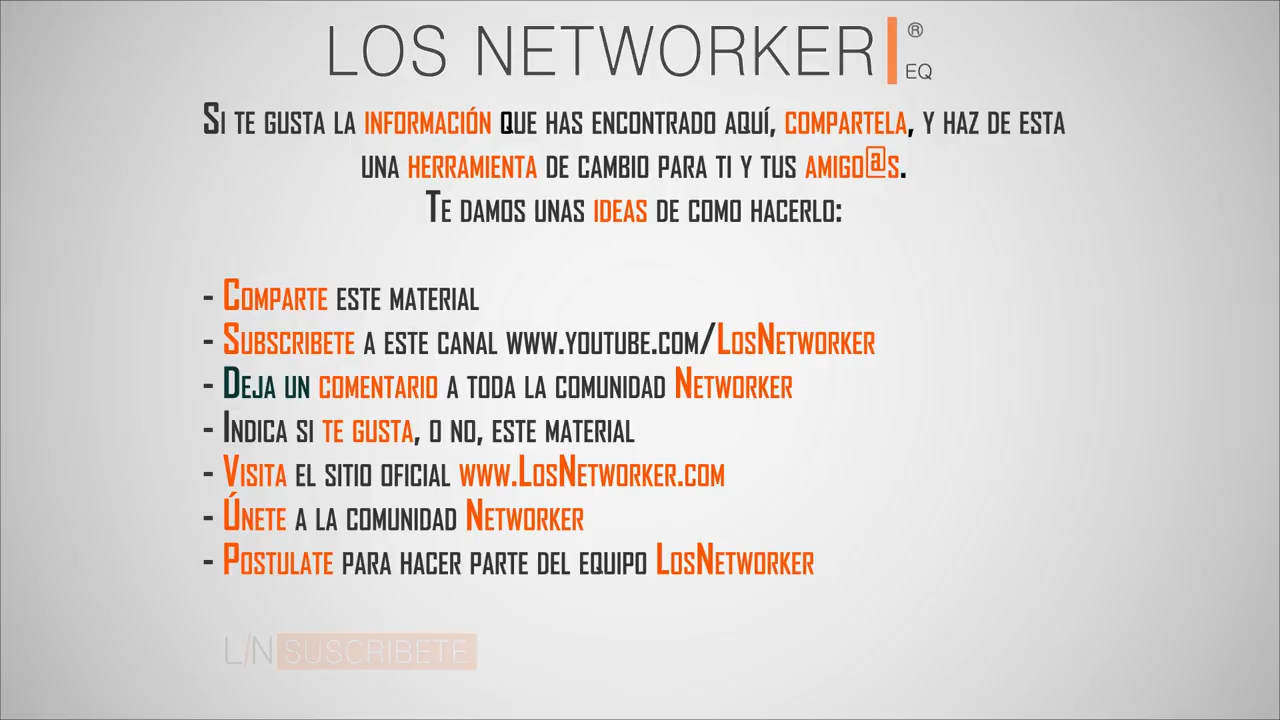 LOS NETWORKER ®
EQ
Si te gusta la información que has encontrado aquí, compartela, y haz de esta
una herramienta de cambio para ti y tus amigo@s.
Te damos unas ideas de como hacerlo:
- Comparte este material
- Subscribete a este canal www.youtube.com/LosNetworker
- Deja un comentario a toda la comunidad Networker
- Indica si te gusta, o no, este material
- Visita el sitio oficial www.LosNetworker.com
- Únete a la comunidad Networker
- Postulate para hacer parte del equipo LosNetworker
L/N SUSCRIBETE